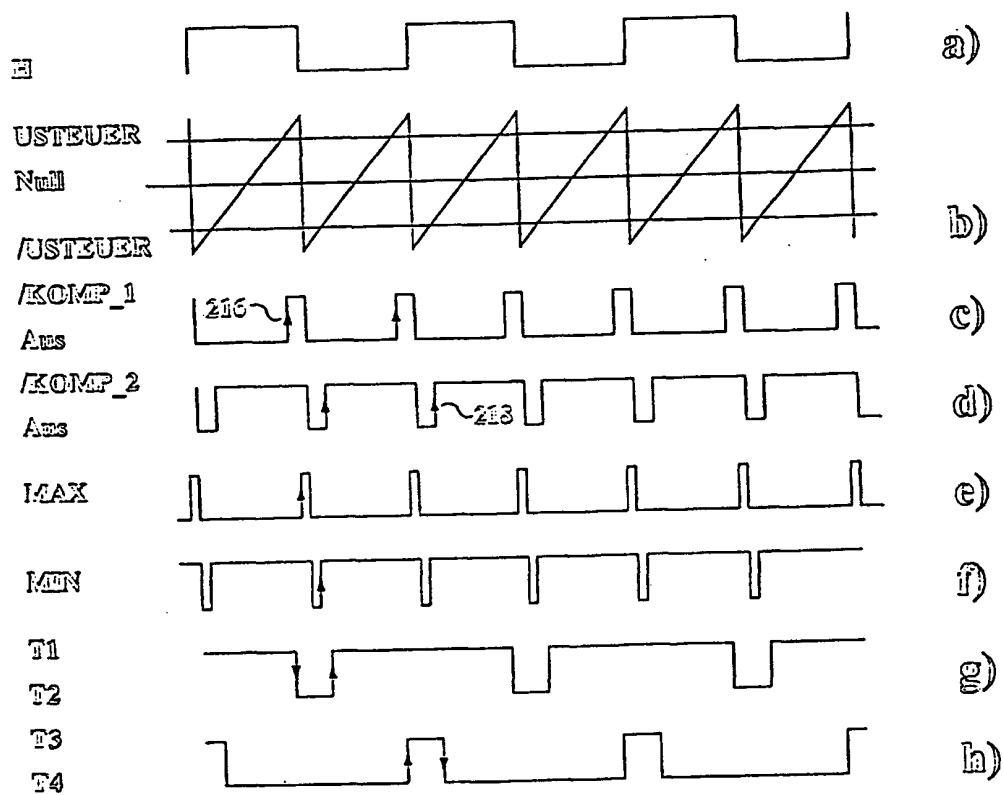 H
a)
USTEUER
Null
/USTEUER
b)
/KOMP_1
216
Aus
c)
/KOMP_2
218
Aus
d)
MAX
e)
MIN
f)
T1
T2
g)
T3
T4
h)